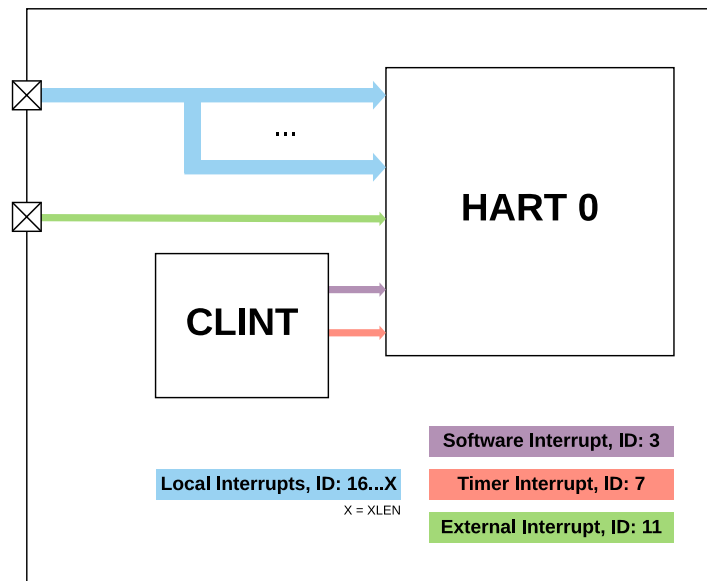 ...
HART 0
CLINT
Software Interrupt, ID: 3
Local Interrupts, ID: 16...X
Timer Interrupt, ID: 7
X = XLEN
External Interrupt, ID: 11